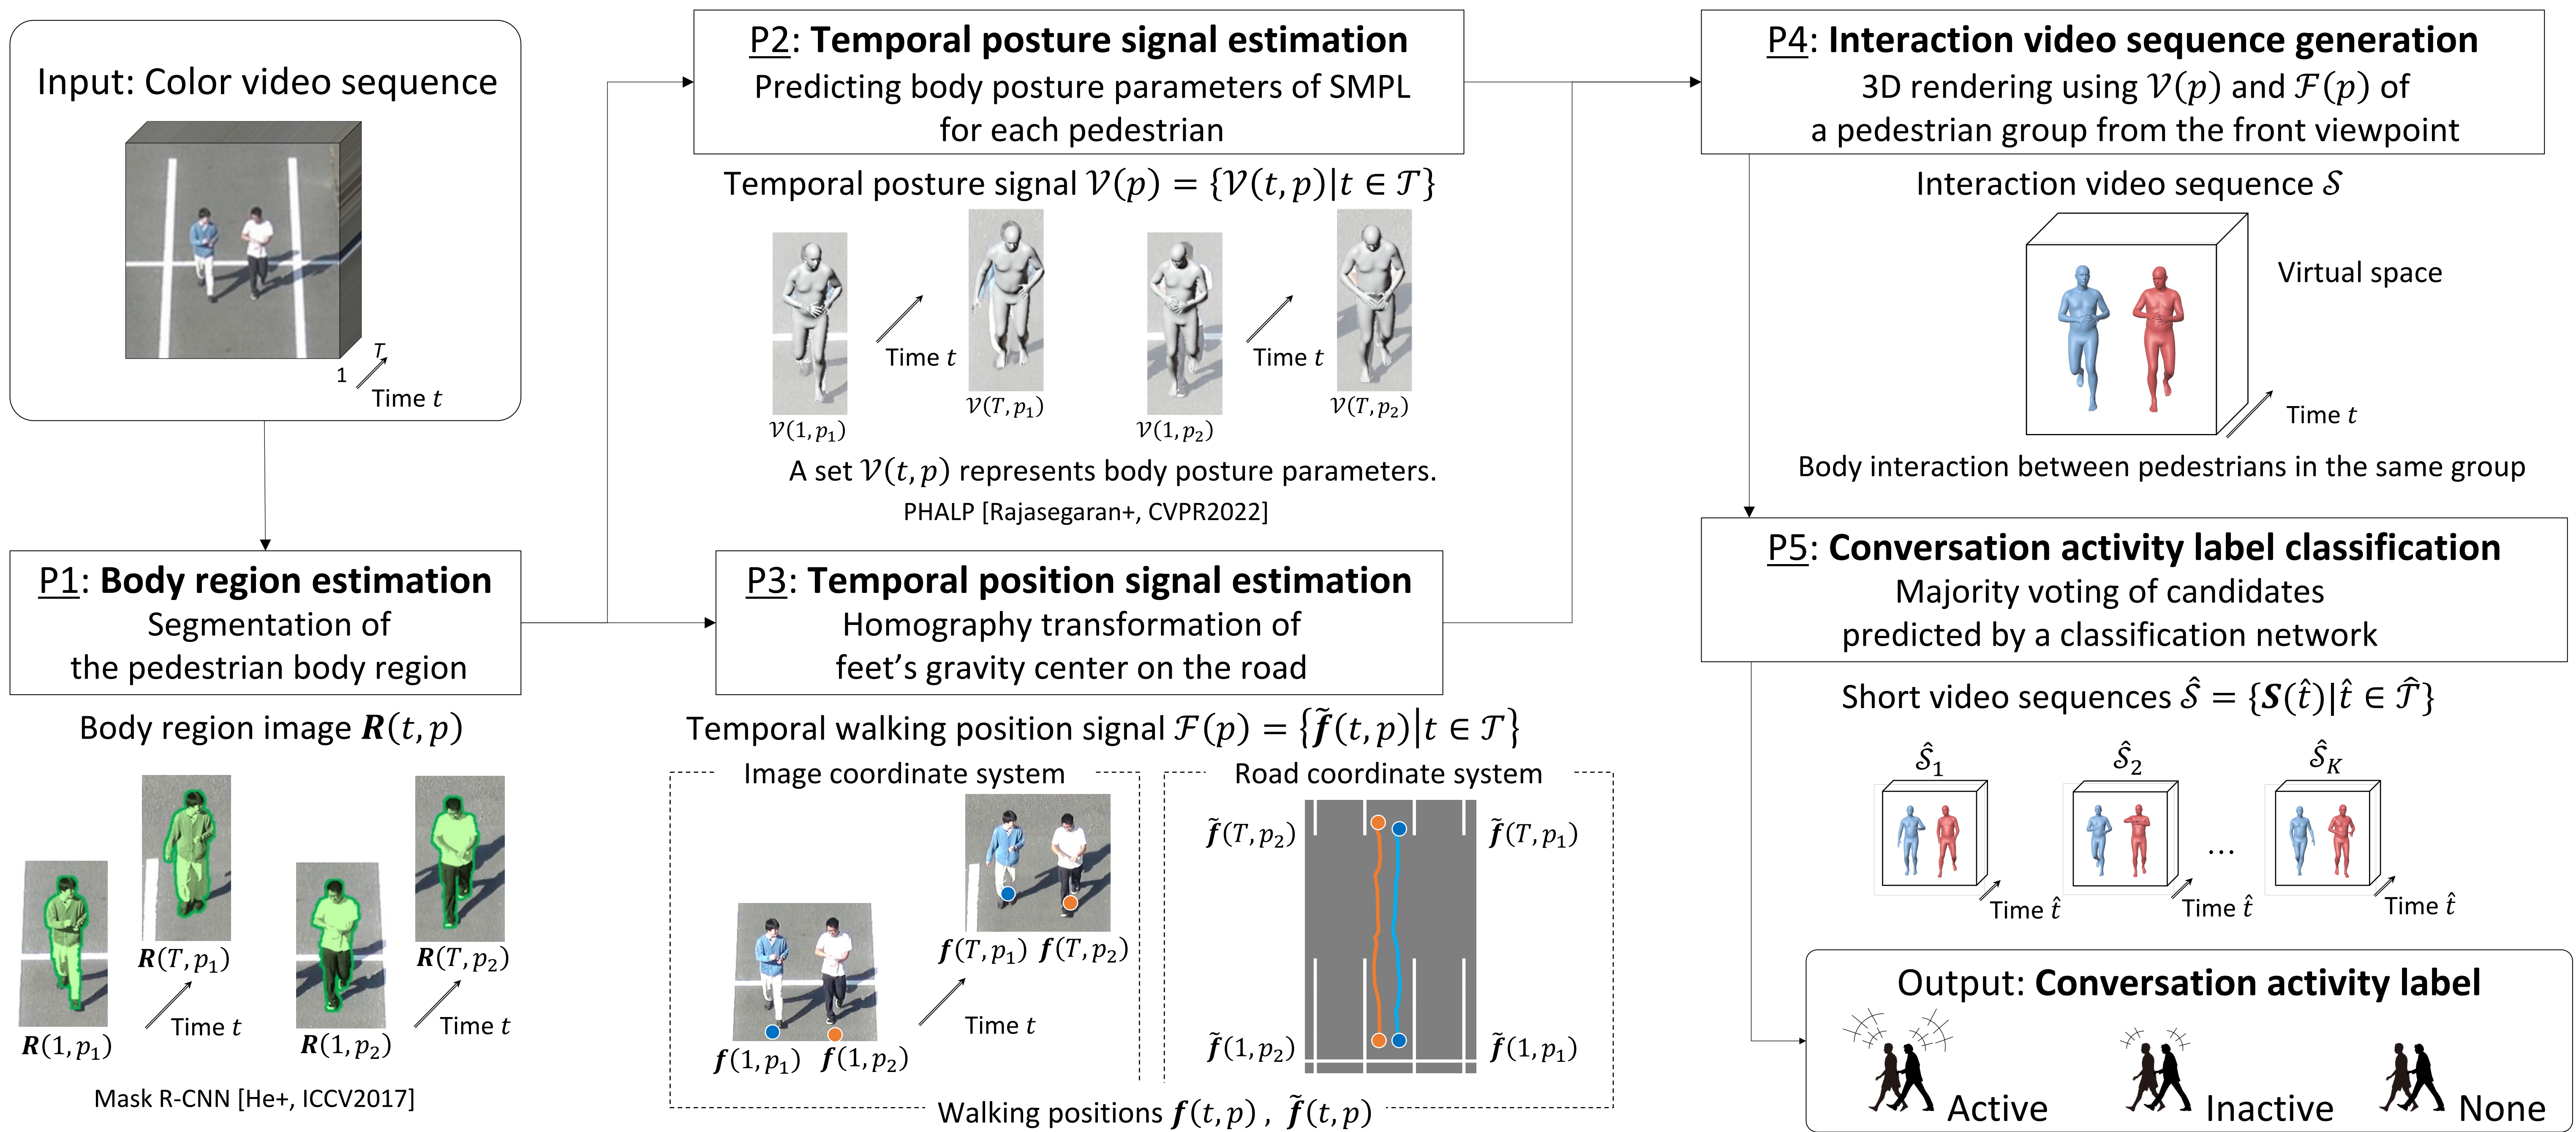 Input: Color video sequence
T
1
Time t
P1: Body region estimation
Segmentation of
the pedestrian body region
Body region image R(t, p)
R(T, p₁)
R(T, p₂)
R(1, p₁)
Time t
R(1, p₂)
Time t
Mask R-CNN [He+, ICCV2017]
P2: Temporal posture signal estimation
Predicting body posture parameters of SMPL
for each pedestrian
Temporal posture signal 𝒱(p) = {𝒱(t, p)|t ∈ 𝒯}
Time t
Time t
𝒱(T, p₁)
𝒱(T, p₂)
𝒱(1, p₁)
𝒱(1, p₂)
A set 𝒱(t, p) represents body posture parameters.
PHALP [Rajasegaran+, CVPR2022]
P3: Temporal position signal estimation
Homography transformation of
feet’s gravity center on the road
Temporal walking position signal ℱ(p) = {f̃(t, p)|t ∈ 𝒯}
Image coordinate system
f(T, p₁) f(T, p₂)
Time t
f(1, p₁) f(1, p₂)
Road coordinate system
f̃(T, p₂)
f̃(T, p₁)
f̃(1, p₂)
f̃(1, p₁)
Walking positions f(t, p) , f̃(t, p)
P4: Interaction video sequence generation
3D rendering using 𝒱(p) and ℱ(p) of
a pedestrian group from the front viewpoint
Interaction video sequence 𝒮
Virtual space
Time t
Body interaction between pedestrians in the same group
P5: Conversation activity label classification
Majority voting of candidates
predicted by a classification network
Short video sequences 𝒮̂ = {S(t̂)|t̂ ∈ 𝒯̂}
𝒮̂₁
𝒮̂₂
𝒮̂_K
...
Time t̂
Time t̂
Time t̂
Output: Conversation activity label
Active
Inactive
None